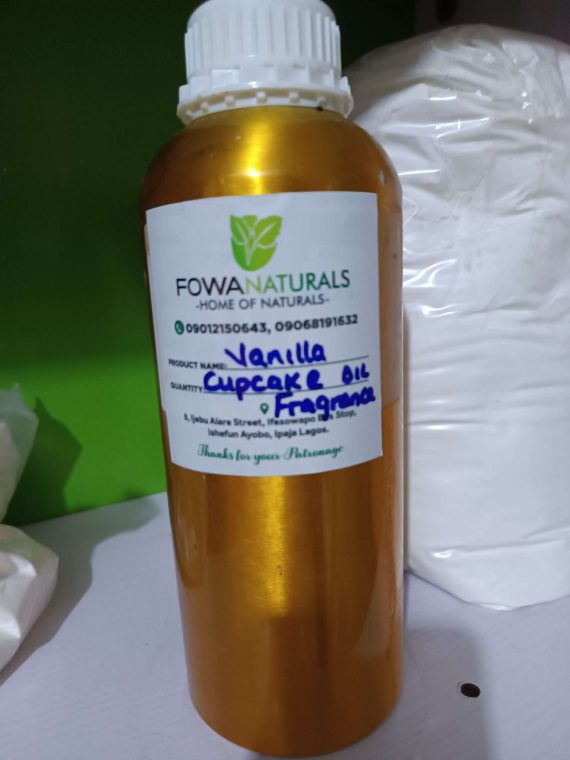 FOWANATURALS
-HOME OF NATURALS-
09012150643, 09068191632
PRODUCT NAME: Vanilla
QUANTITY: Cupcake OIL
Fragrance
5, Ijebu Alare Street, Ifesowapo Bus Stop,
Ishefun Ayobo, Ipaja Lagos.
Thanks for your Patronage